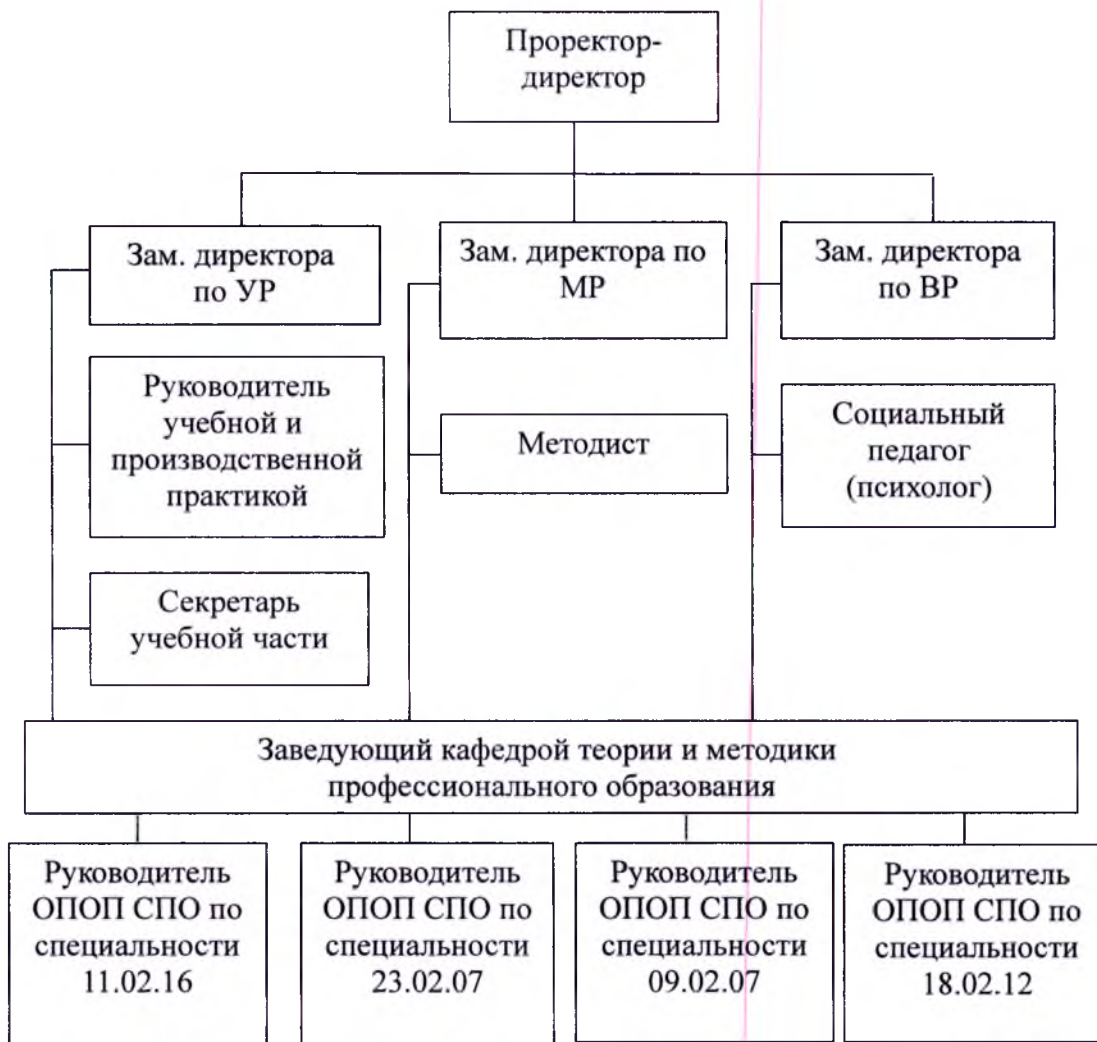 Проректор-
директор
Зам. директора
по УР
Зам. директора по
МР
Зам. директора
по ВР
Руководитель
учебной и
производственной
практикой
Методист
Социальный
педагог
(психолог)
Секретарь
учебной части
Заведующий кафедрой теории и методики
профессионального образования
Руководитель
ОПОП СПО по
специальности
11.02.16
Руководитель
ОПОП СПО по
специальности
23.02.07
Руководитель
ОПОП СПО по
специальности
09.02.07
Руководитель
ОПОП СПО по
специальности
18.02.12